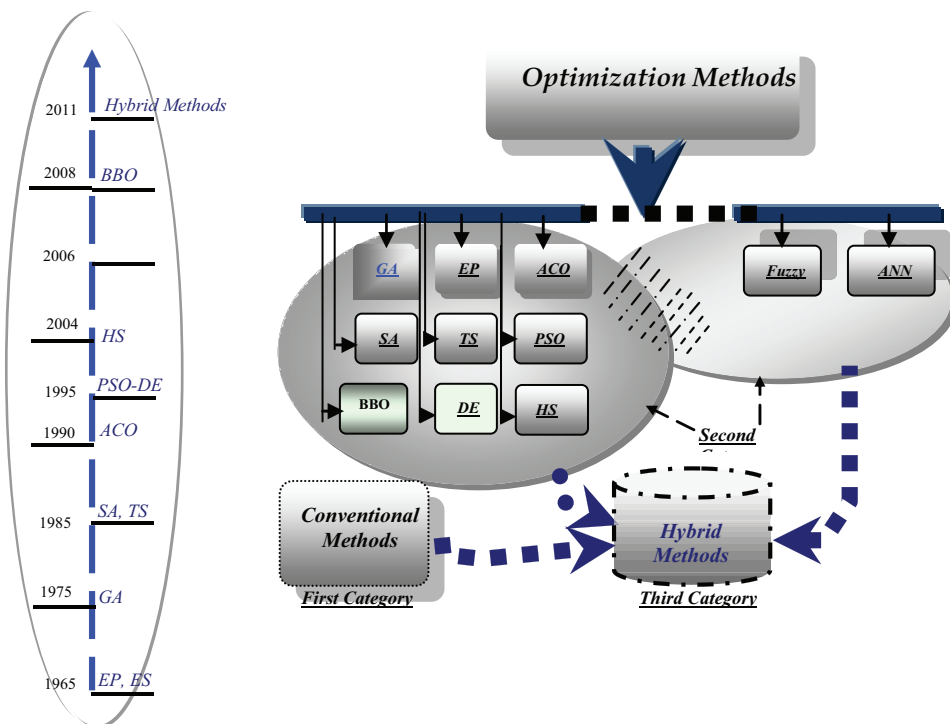 2011
Hybrid Methods
2008
BBO
2006
2004
HS
1995
PSO-DE
1990
ACO
1985
SA, TS
1975
GA
1965
EP, ES
Optimization Methods
GA
EP
ACO
Fuzzy
ANN
SA
TS
PSO
BBO
DE
HS
Second
Conventional
Methods
First Category
Hybrid
Methods
Third Category